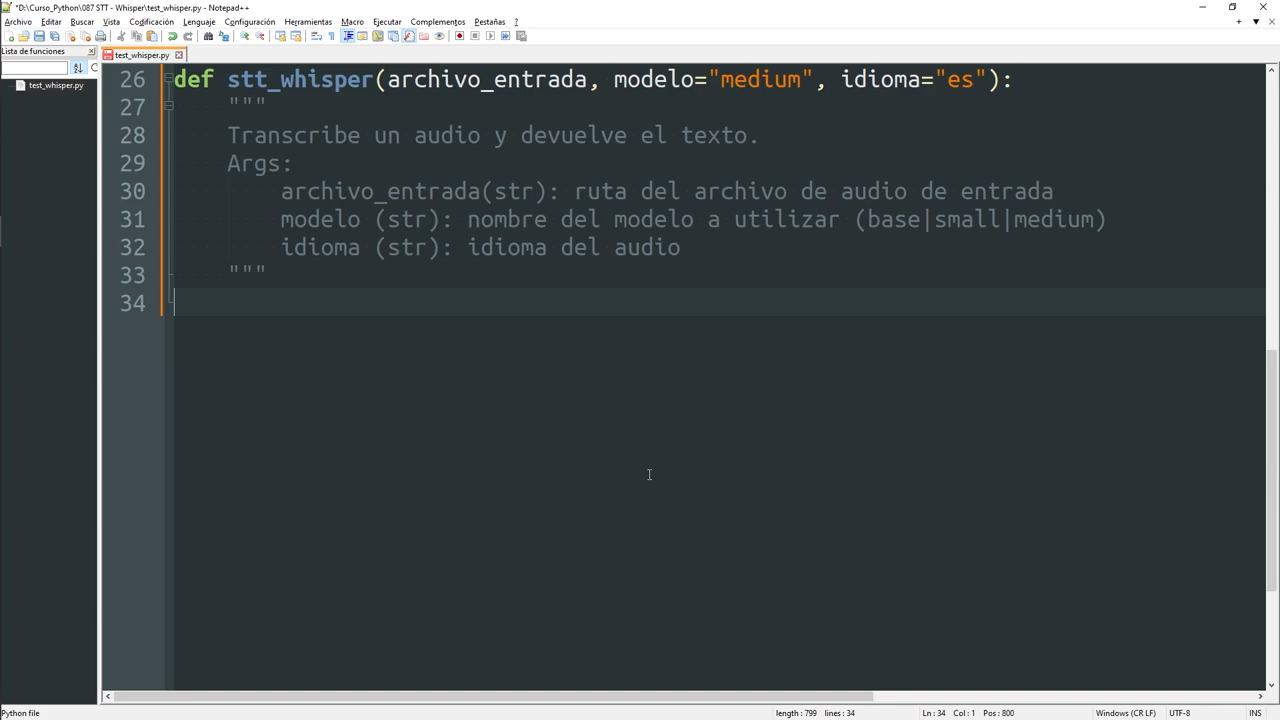 *D:\Curso_Python\087 STT - Whisper\test_whisper.py - Notepad++
Archivo Editar Buscar Vista Codificación Lenguaje Configuración Herramientas Macro Ejecutar Complementos Pestañas ?
Lista de funciones
test_whisper.py
test_whisper.py
26 def stt_whisper(archivo_entrada, modelo="medium", idioma="es"):
27 """
28 Transcribe un audio y devuelve el texto.
29 Args:
30 archivo_entrada(str): ruta del archivo de audio de entrada
31 modelo (str): nombre del modelo a utilizar (base|small|medium)
32 idioma (str): idioma del audio
33 """
34
Python file length : 799 lines : 34 Ln : 34 Col : 1 Pos : 800 Windows (CR LF) UTF-8 INS